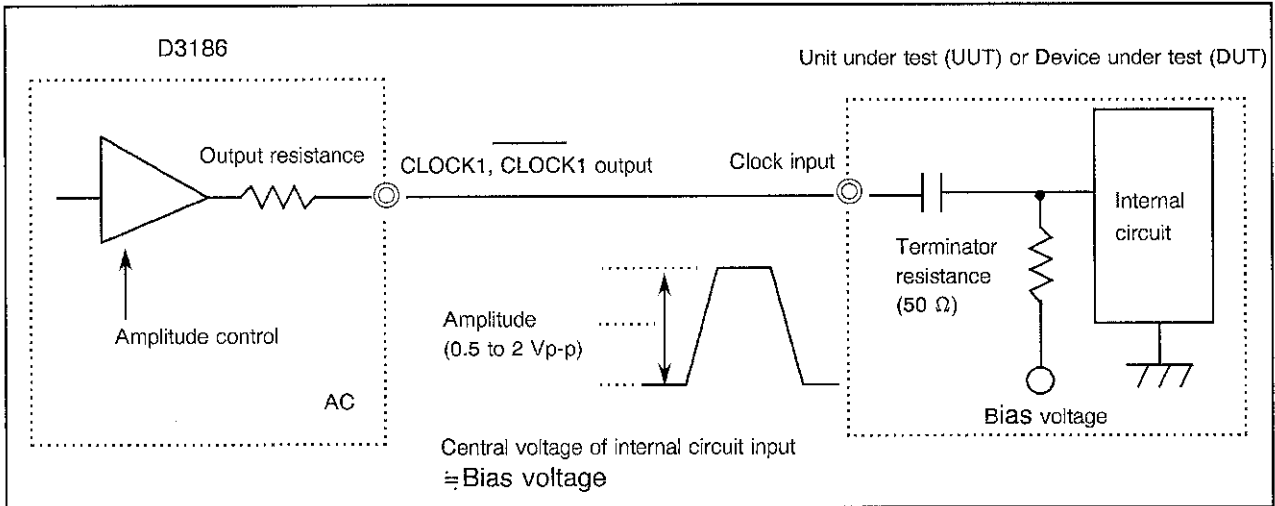 D3186
Unit under test (UUT) or Device under test (DUT)
Output resistance
CLOCK1, C̅L̅O̅C̅K̅1 output
Clock input
Internal
circuit
Terminator
resistance
(50 Ω)
Amplitude control
Amplitude
(0.5 to 2 Vp-p)
AC
Bias voltage
Central voltage of internal circuit input
≒Bias voltage